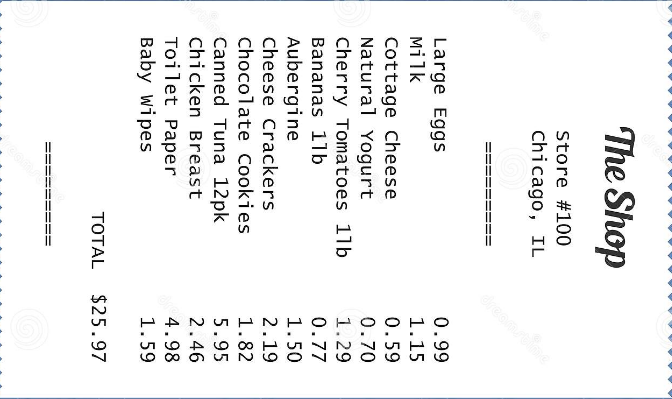 The Shop
Store #100
Chicago, IL
==========
Large Eggs 0.99
Milk 1.15
Cottage Cheese 0.59
Natural Yogurt 0.70
Cherry Tomatoes 1lb 1.29
Bananas 1lb 0.77
Aubergine 1.50
Cheese Crackers 2.19
Chocolate Cookies 1.82
Canned Tuna 12pk 5.95
Chicken Breast 2.46
Toilet Paper 4.98
Baby Wipes 1.59
TOTAL $25.97
==========